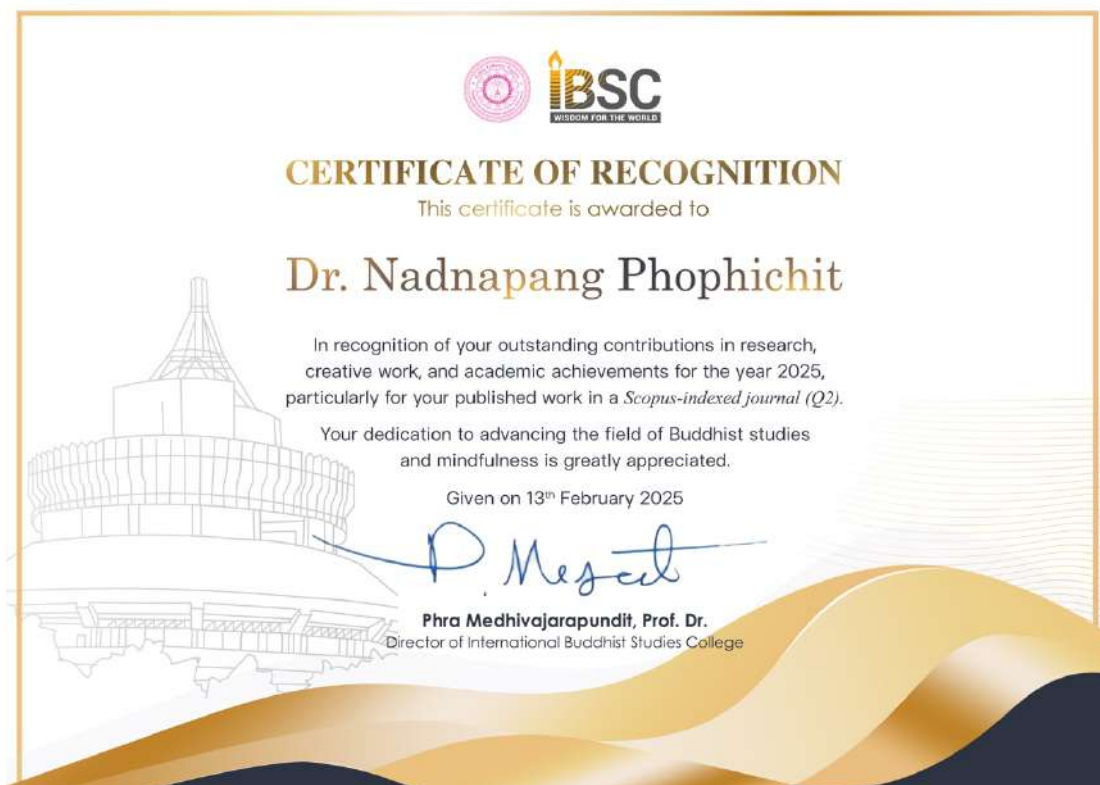 iBSC
WISDOM FOR THE WORLD
CERTIFICATE OF RECOGNITION
This certificate is awarded to
Dr. Nadnapang Phophichit
In recognition of your outstanding contributions in research,
creative work, and academic achievements for the year 2025,
particularly for your published work in a Scopus-indexed journal (Q2).
Your dedication to advancing the field of Buddhist studies
and mindfulness is greatly appreciated.
Given on 13th February 2025
Phra Medhivajarapundit, Prof. Dr.
Director of International Buddhist Studies College